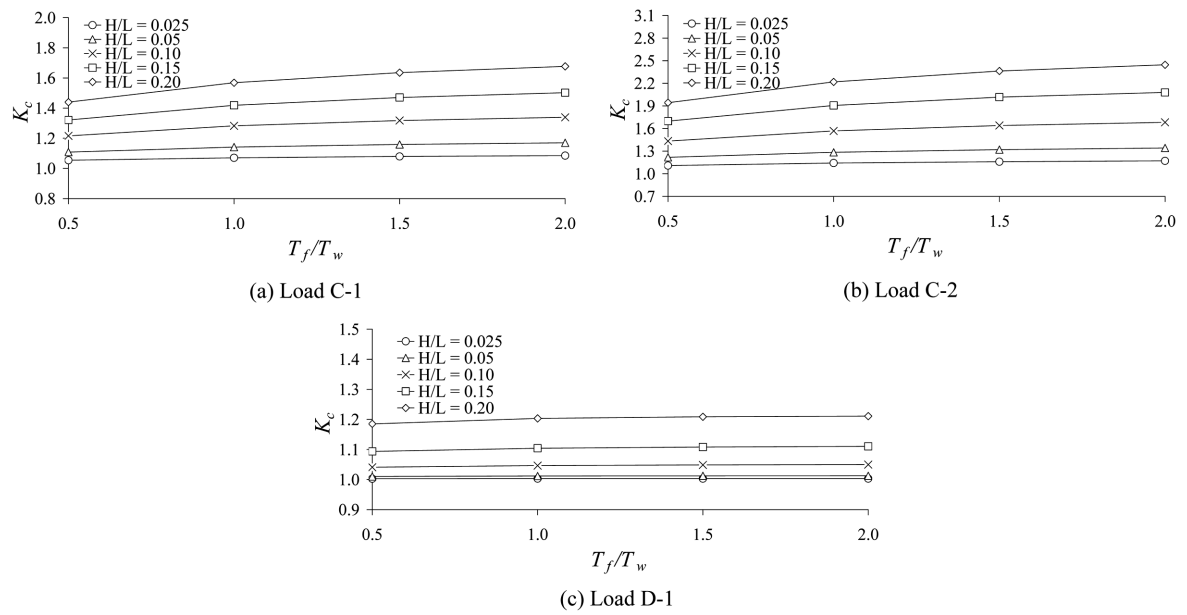 2.0
1.8
1.6
1.4
1.2
1.0
0.8
K_c
H/L = 0.025
H/L = 0.05
H/L = 0.10
H/L = 0.15
H/L = 0.20
0.5 1.0 1.5 2.0
T_f/T_w
(a) Load C-1
3.1
2.8
2.5
2.2
1.9
1.6
1.3
1.0
0.7
K_c
H/L = 0.025
H/L = 0.05
H/L = 0.10
H/L = 0.15
H/L = 0.20
0.5 1.0 1.5 2.0
T_f/T_w
(b) Load C-2
1.5
1.4
1.3
1.2
1.1
1.0
0.9
K_c
H/L = 0.025
H/L = 0.05
H/L = 0.10
H/L = 0.15
H/L = 0.20
0.5 1.0 1.5 2.0
T_f/T_w
(c) Load D-1